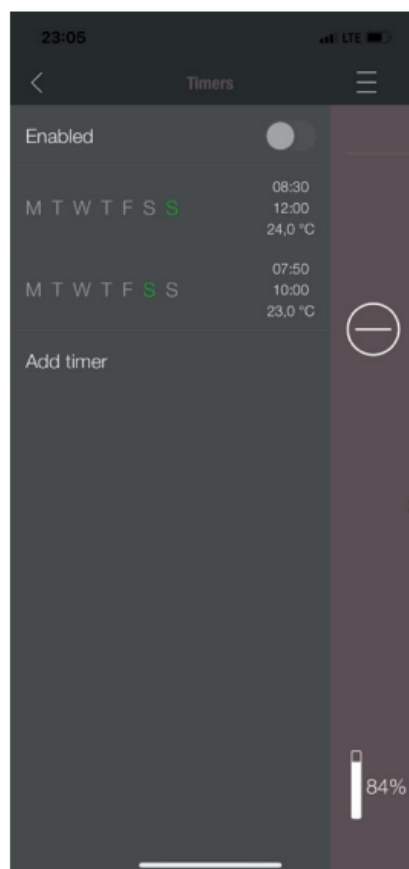 23:05 LTE
Timers
Enabled
M T W T F S S
08:30
12:00
24,0 °C
M T W T F S S
07:50
10:00
23,0 °C
Add timer
84%